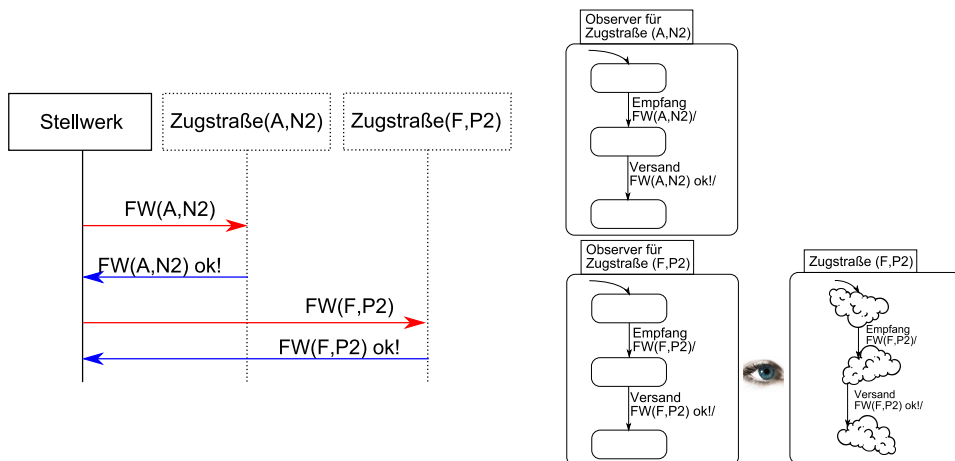 Stellwerk
Zugstraße(A,N2)
Zugstraße(F,P2)
FW(A,N2)
FW(A,N2) ok!
FW(F,P2)
FW(F,P2) ok!
Observer für
Zugstraße (A,N2)
Empfang
FW(A,N2)/
Versand
FW(A,N2) ok!/
Observer für
Zugstraße (F,P2)
Empfang
FW(F,P2)/
Versand
FW(F,P2) ok!/
Zugstraße (F,P2)
Empfang
FW(F,P2)/
Versand
FW(F,P2) ok!/